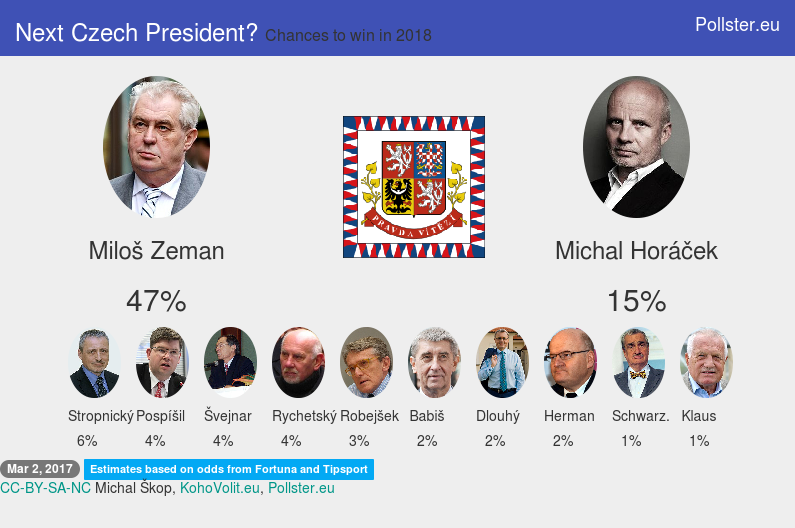 Next Czech President? Chances to win in 2018
Pollster.eu
PRAVDA VÍTĚZÍ
Miloš Zeman
Michal Horáček
47%
15%
Stropnický Pospíšil Švejnar Rychetský Robejšek Babiš Dlouhý Herman Schwarz. Klaus
6% 4% 4% 4% 3% 2% 2% 2% 1% 1%
Mar 2, 2017 Estimates based on odds from Fortuna and Tipsport
CC-BY-SA-NC Michal Škop, KohoVolit.eu, Pollster.eu